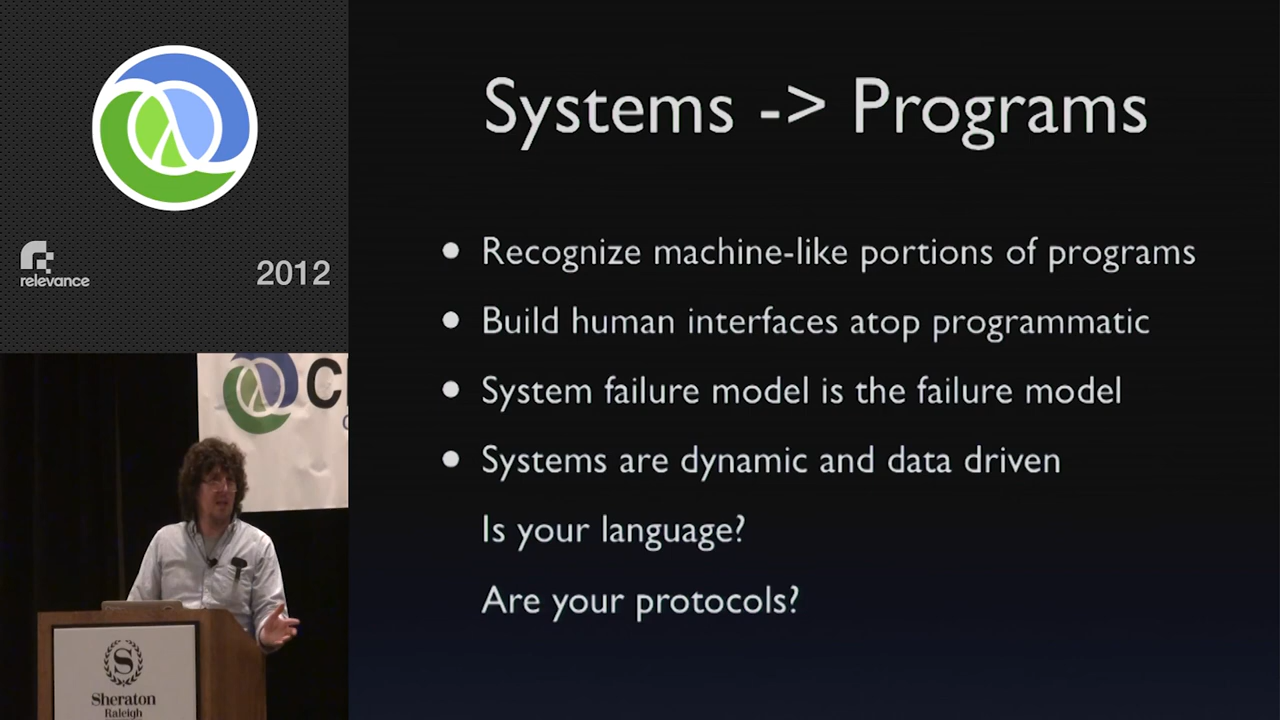 relevance
2012
C
S
Sheraton
Raleigh
Systems -> Programs
• Recognize machine-like portions of programs
• Build human interfaces atop programmatic
• System failure model is the failure model
• Systems are dynamic and data driven
Is your language?
Are your protocols?